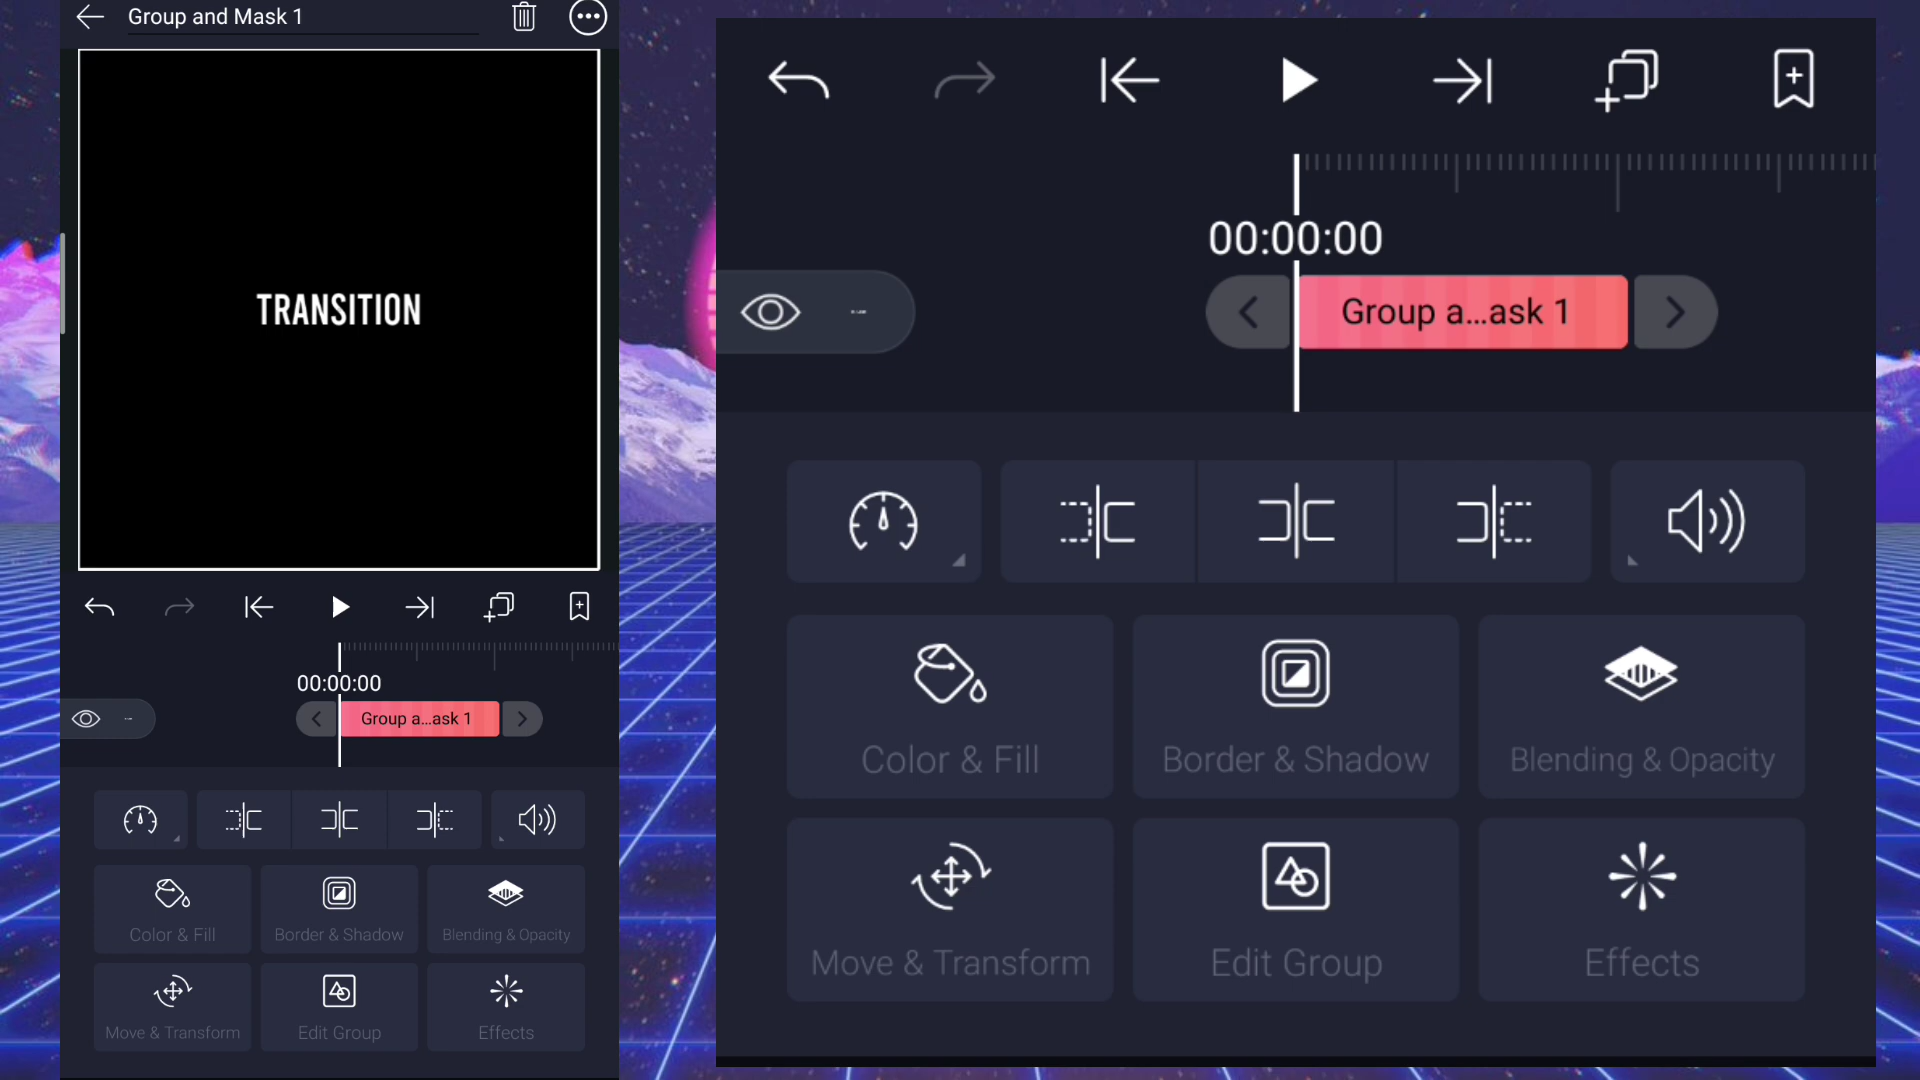 Group and Mask 1
TRANSITION
00:00:00
Group a...ask 1
Color & Fill
Border & Shadow
Blending & Opacity
Move & Transform
Edit Group
Effects
00:00:00
Group a...ask 1
Color & Fill
Border & Shadow
Blending & Opacity
Move & Transform
Edit Group
Effects